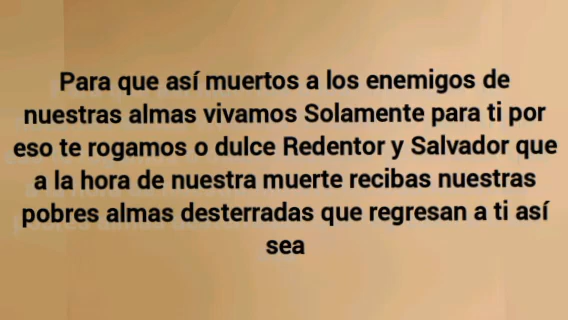 Para que así muertos a los enemigos de
nuestras almas vivamos Solamente para ti por
eso te rogamos o dulce Redentor y Salvador que
a la hora de nuestra muerte recibas nuestras
pobres almas desterradas que regresan a ti así
sea